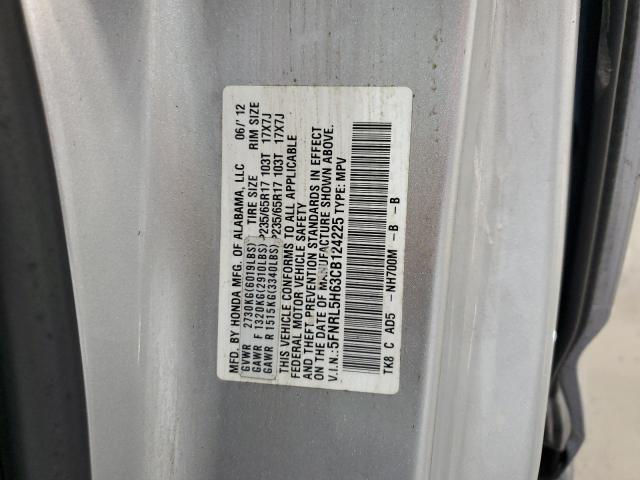 MFD. BY HONDA MFG. OF ALABAMA, LLC 06/'12
GVWR 2730KG(6019LBS) TIRE SIZE RIM SIZE
GAWR F 1320KG(2910LBS) P235/65R17 103T 17X7J
GAWR R 1515KG(3340LBS) P235/65R17 103T 17X7J
THIS VEHICLE CONFORMS TO ALL APPLICABLE
FEDERAL MOTOR VEHICLE SAFETY
AND THEFT PREVENTION STANDARDS IN EFFECT
ON THE DATE OF MANUFACTURE SHOWN ABOVE.
V.I.N.: 5FNRL5H63CB124225 TYPE: MPV
TK8 C AD5 - NH700M - B - B